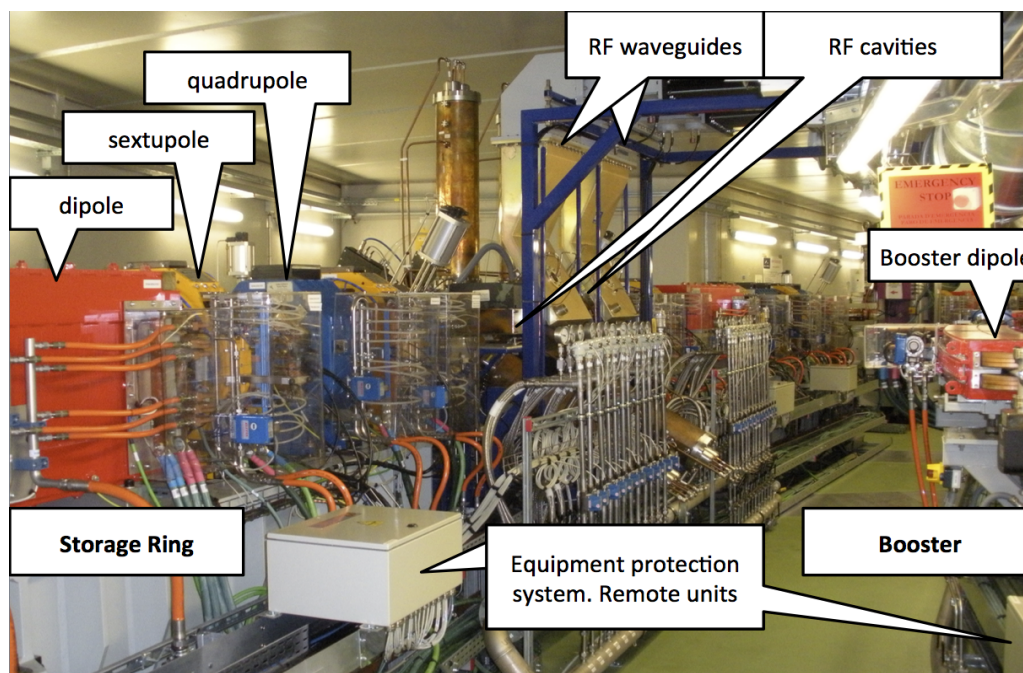 RF waveguides
RF cavities
quadrupole
sextupole
dipole
EMERGENCY
STOP
Booster dipole
Storage Ring
Booster
Equipment protection
system. Remote units